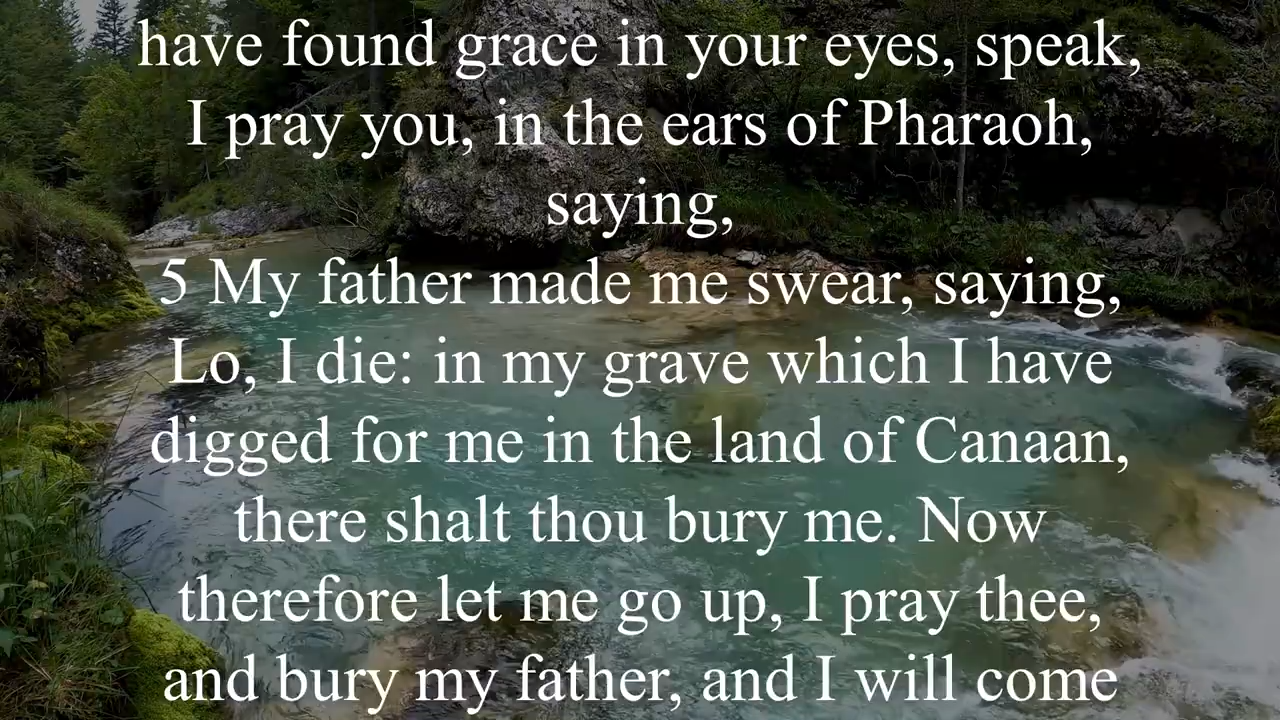 have found grace in your eyes, speak,
I pray you, in the ears of Pharaoh,
saying,
5 My father made me swear, saying,
Lo, I die: in my grave which I have
digged for me in the land of Canaan,
there shalt thou bury me. Now
therefore let me go up, I pray thee,
and bury my father, and I will come